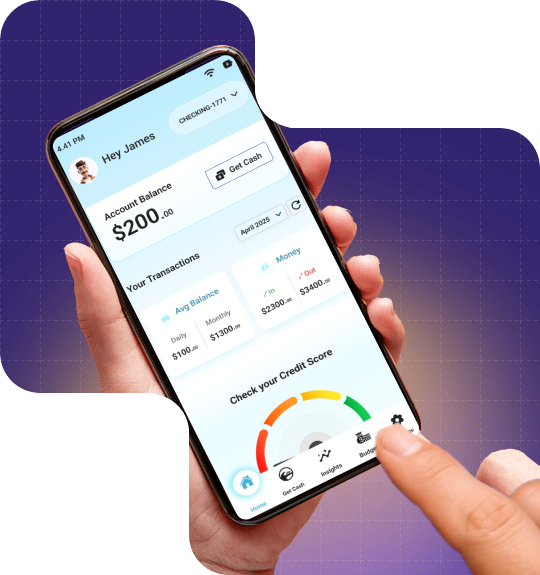 4.41 PM
Hey James
CHECKING-1771
Account Balance
$200.00
Get Cash
Your Transactions
April 2025
Avg Balance
Daily
Monthly
$100.00
$1300.00
Money
In
Out
$2300.00
$3400.00
Check your Credit Score
Home
Get Cash
Insights